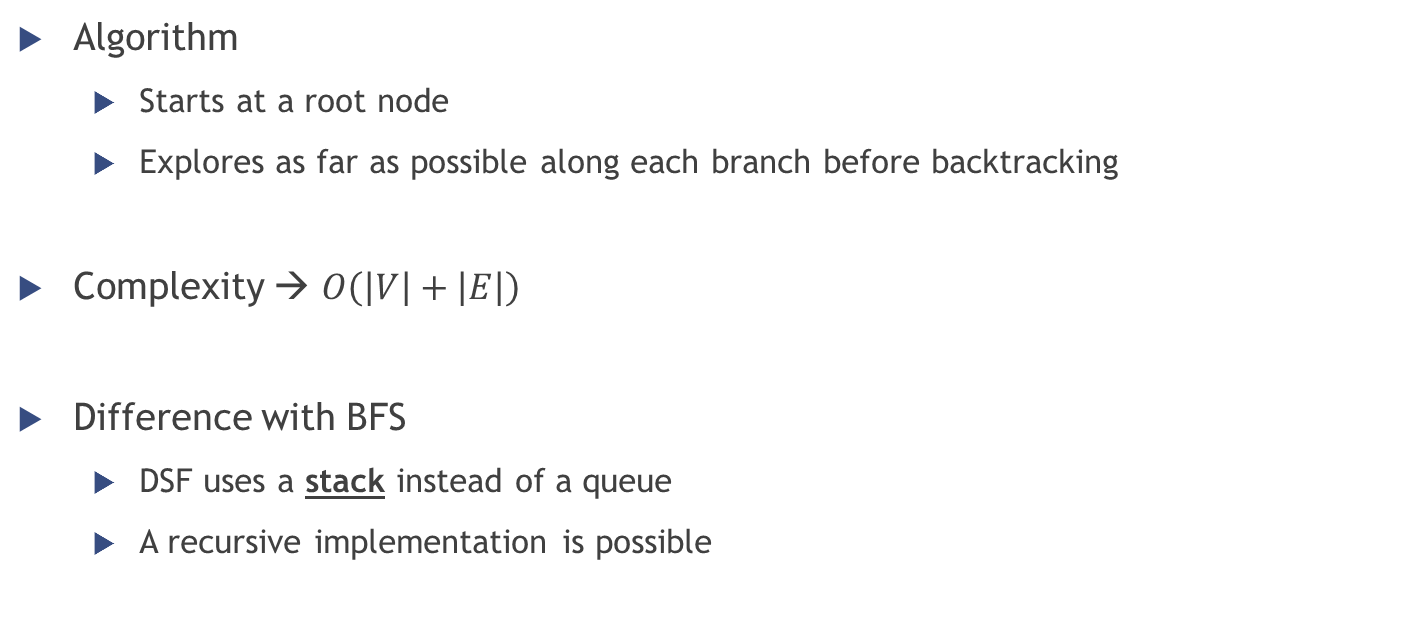 Algorithm
Starts at a root node
Explores as far as possible along each branch before backtracking
Complexity → O(|V| + |E|)
Difference with BFS
DSF uses a stack instead of a queue
A recursive implementation is possible